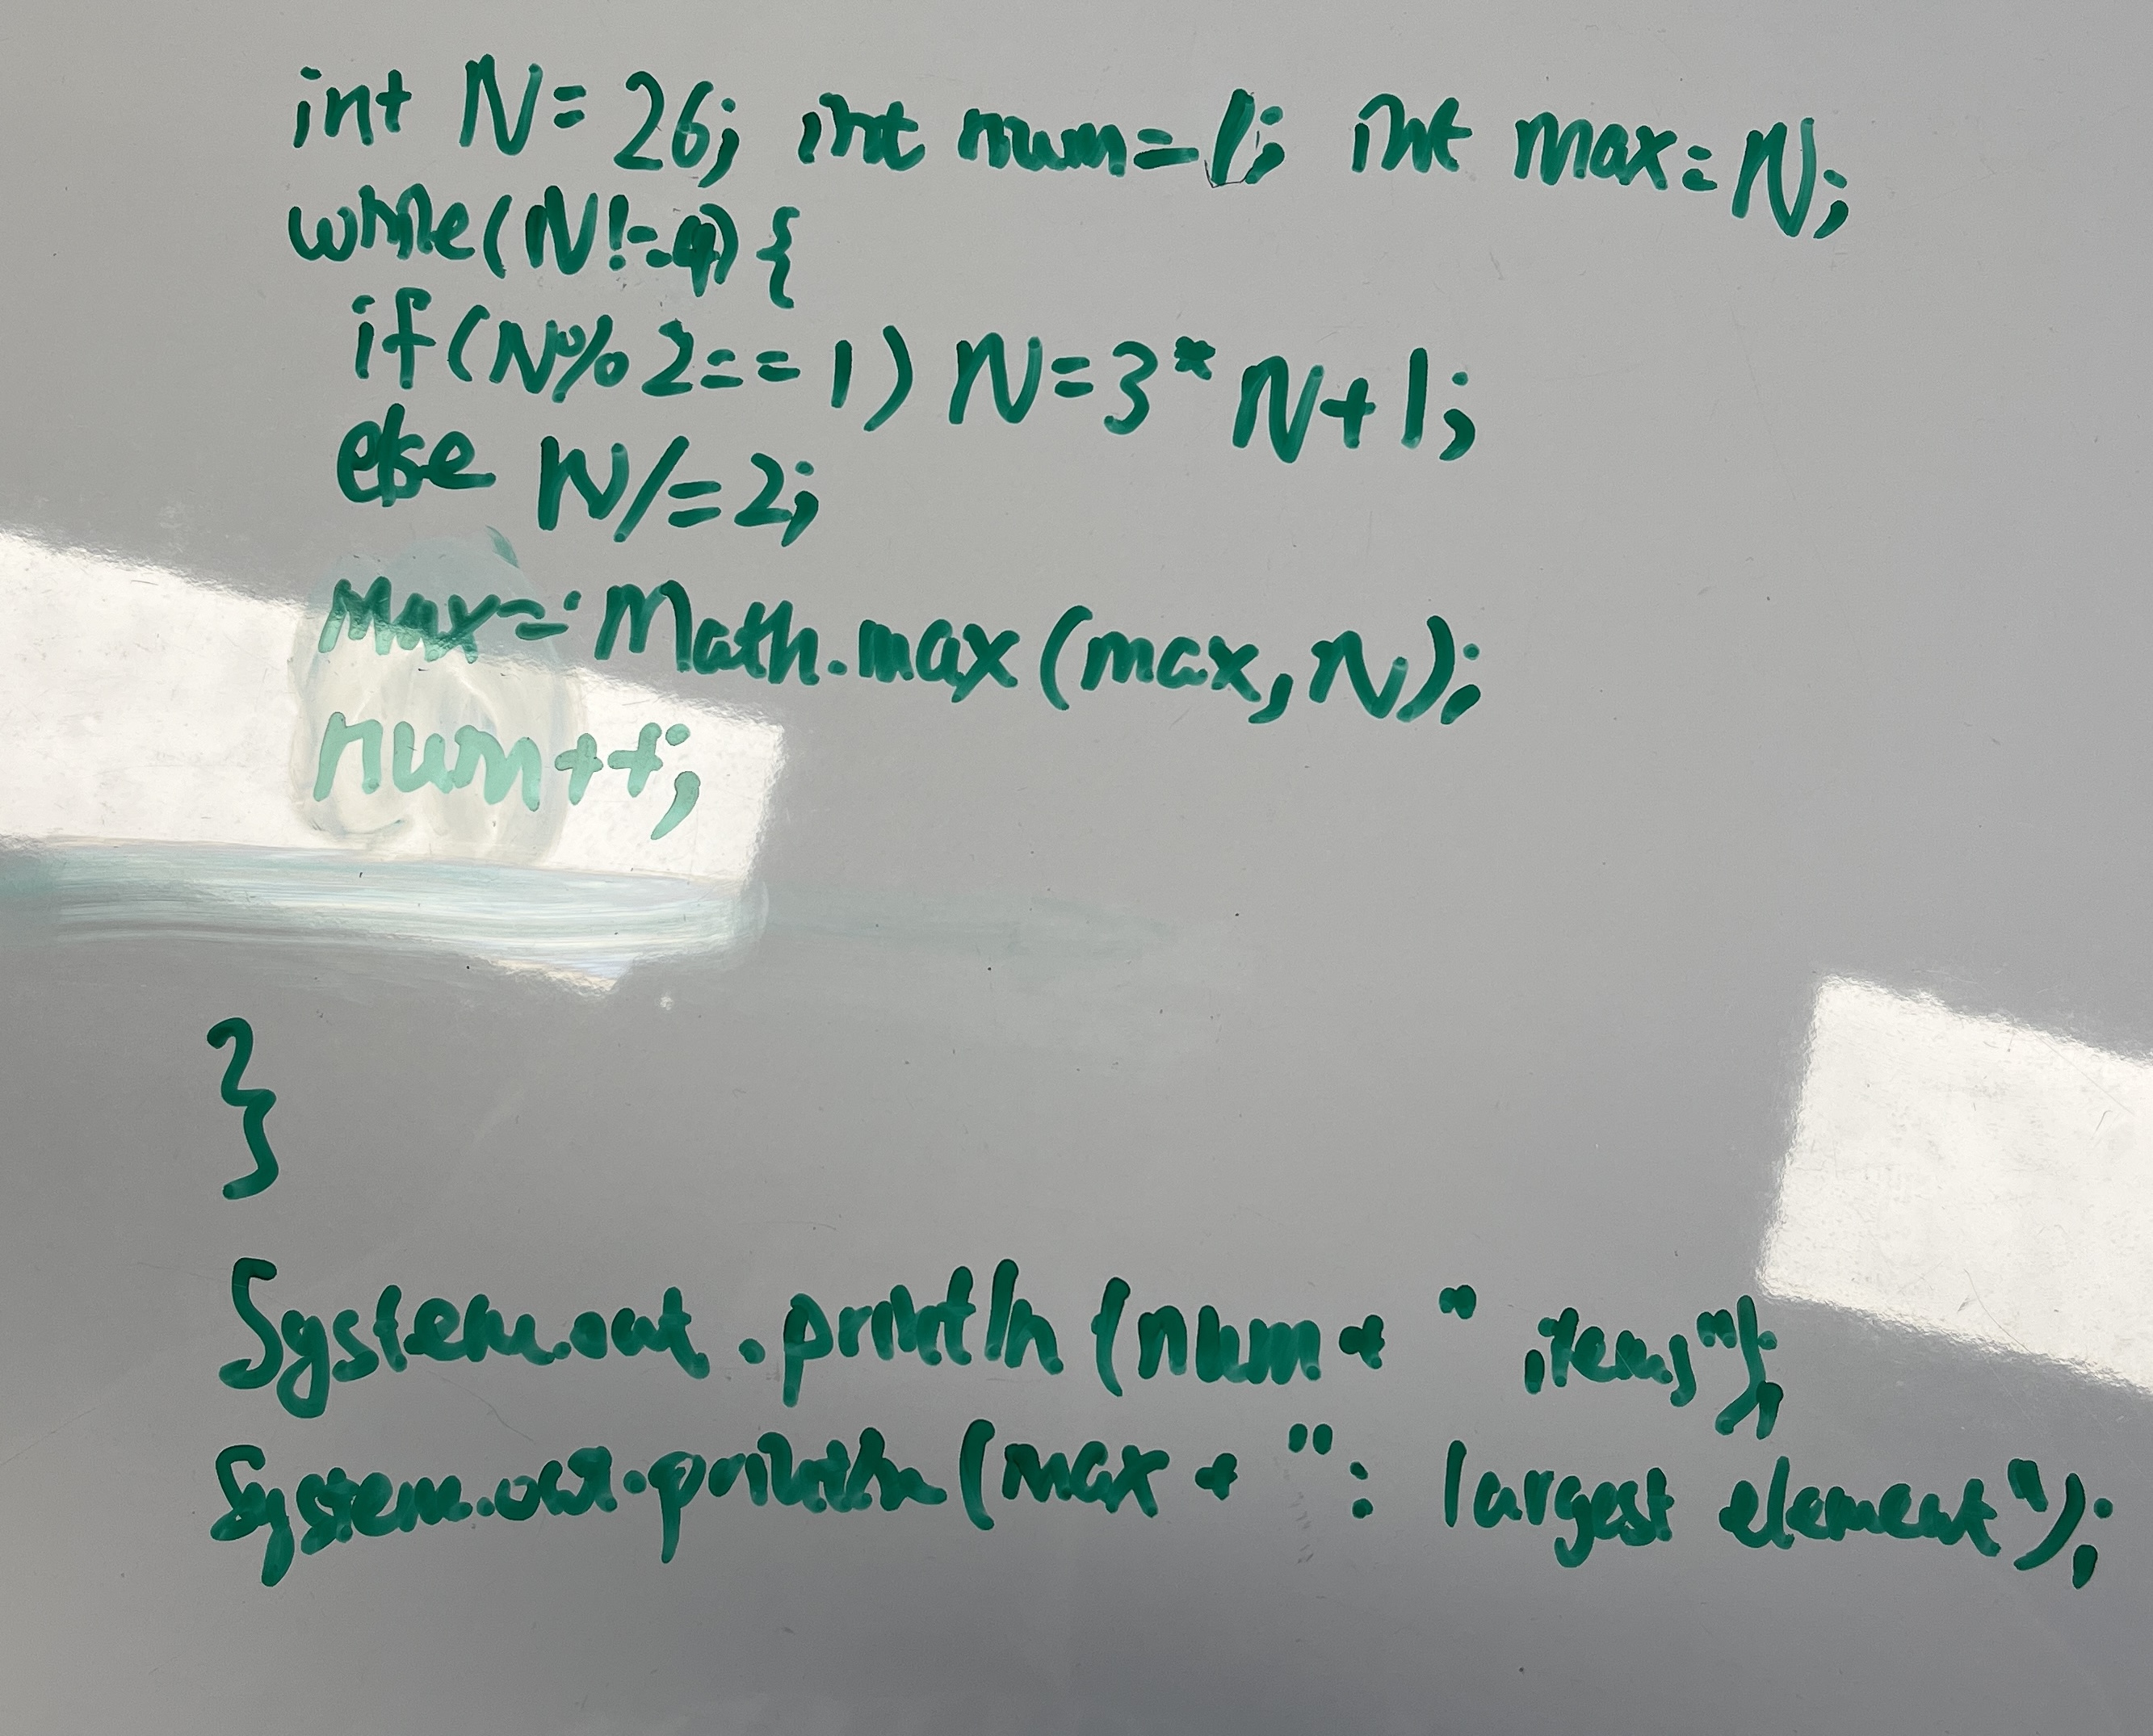 int N= 26; int num=1; int max=N;
while(N!=4) {
if(N%2==1) N=3*N+1;
else N/=2;
max= Math.max(max,N);
num++;
}
System.out.println(num+ " items");
System.out.println(max + ": largest element");